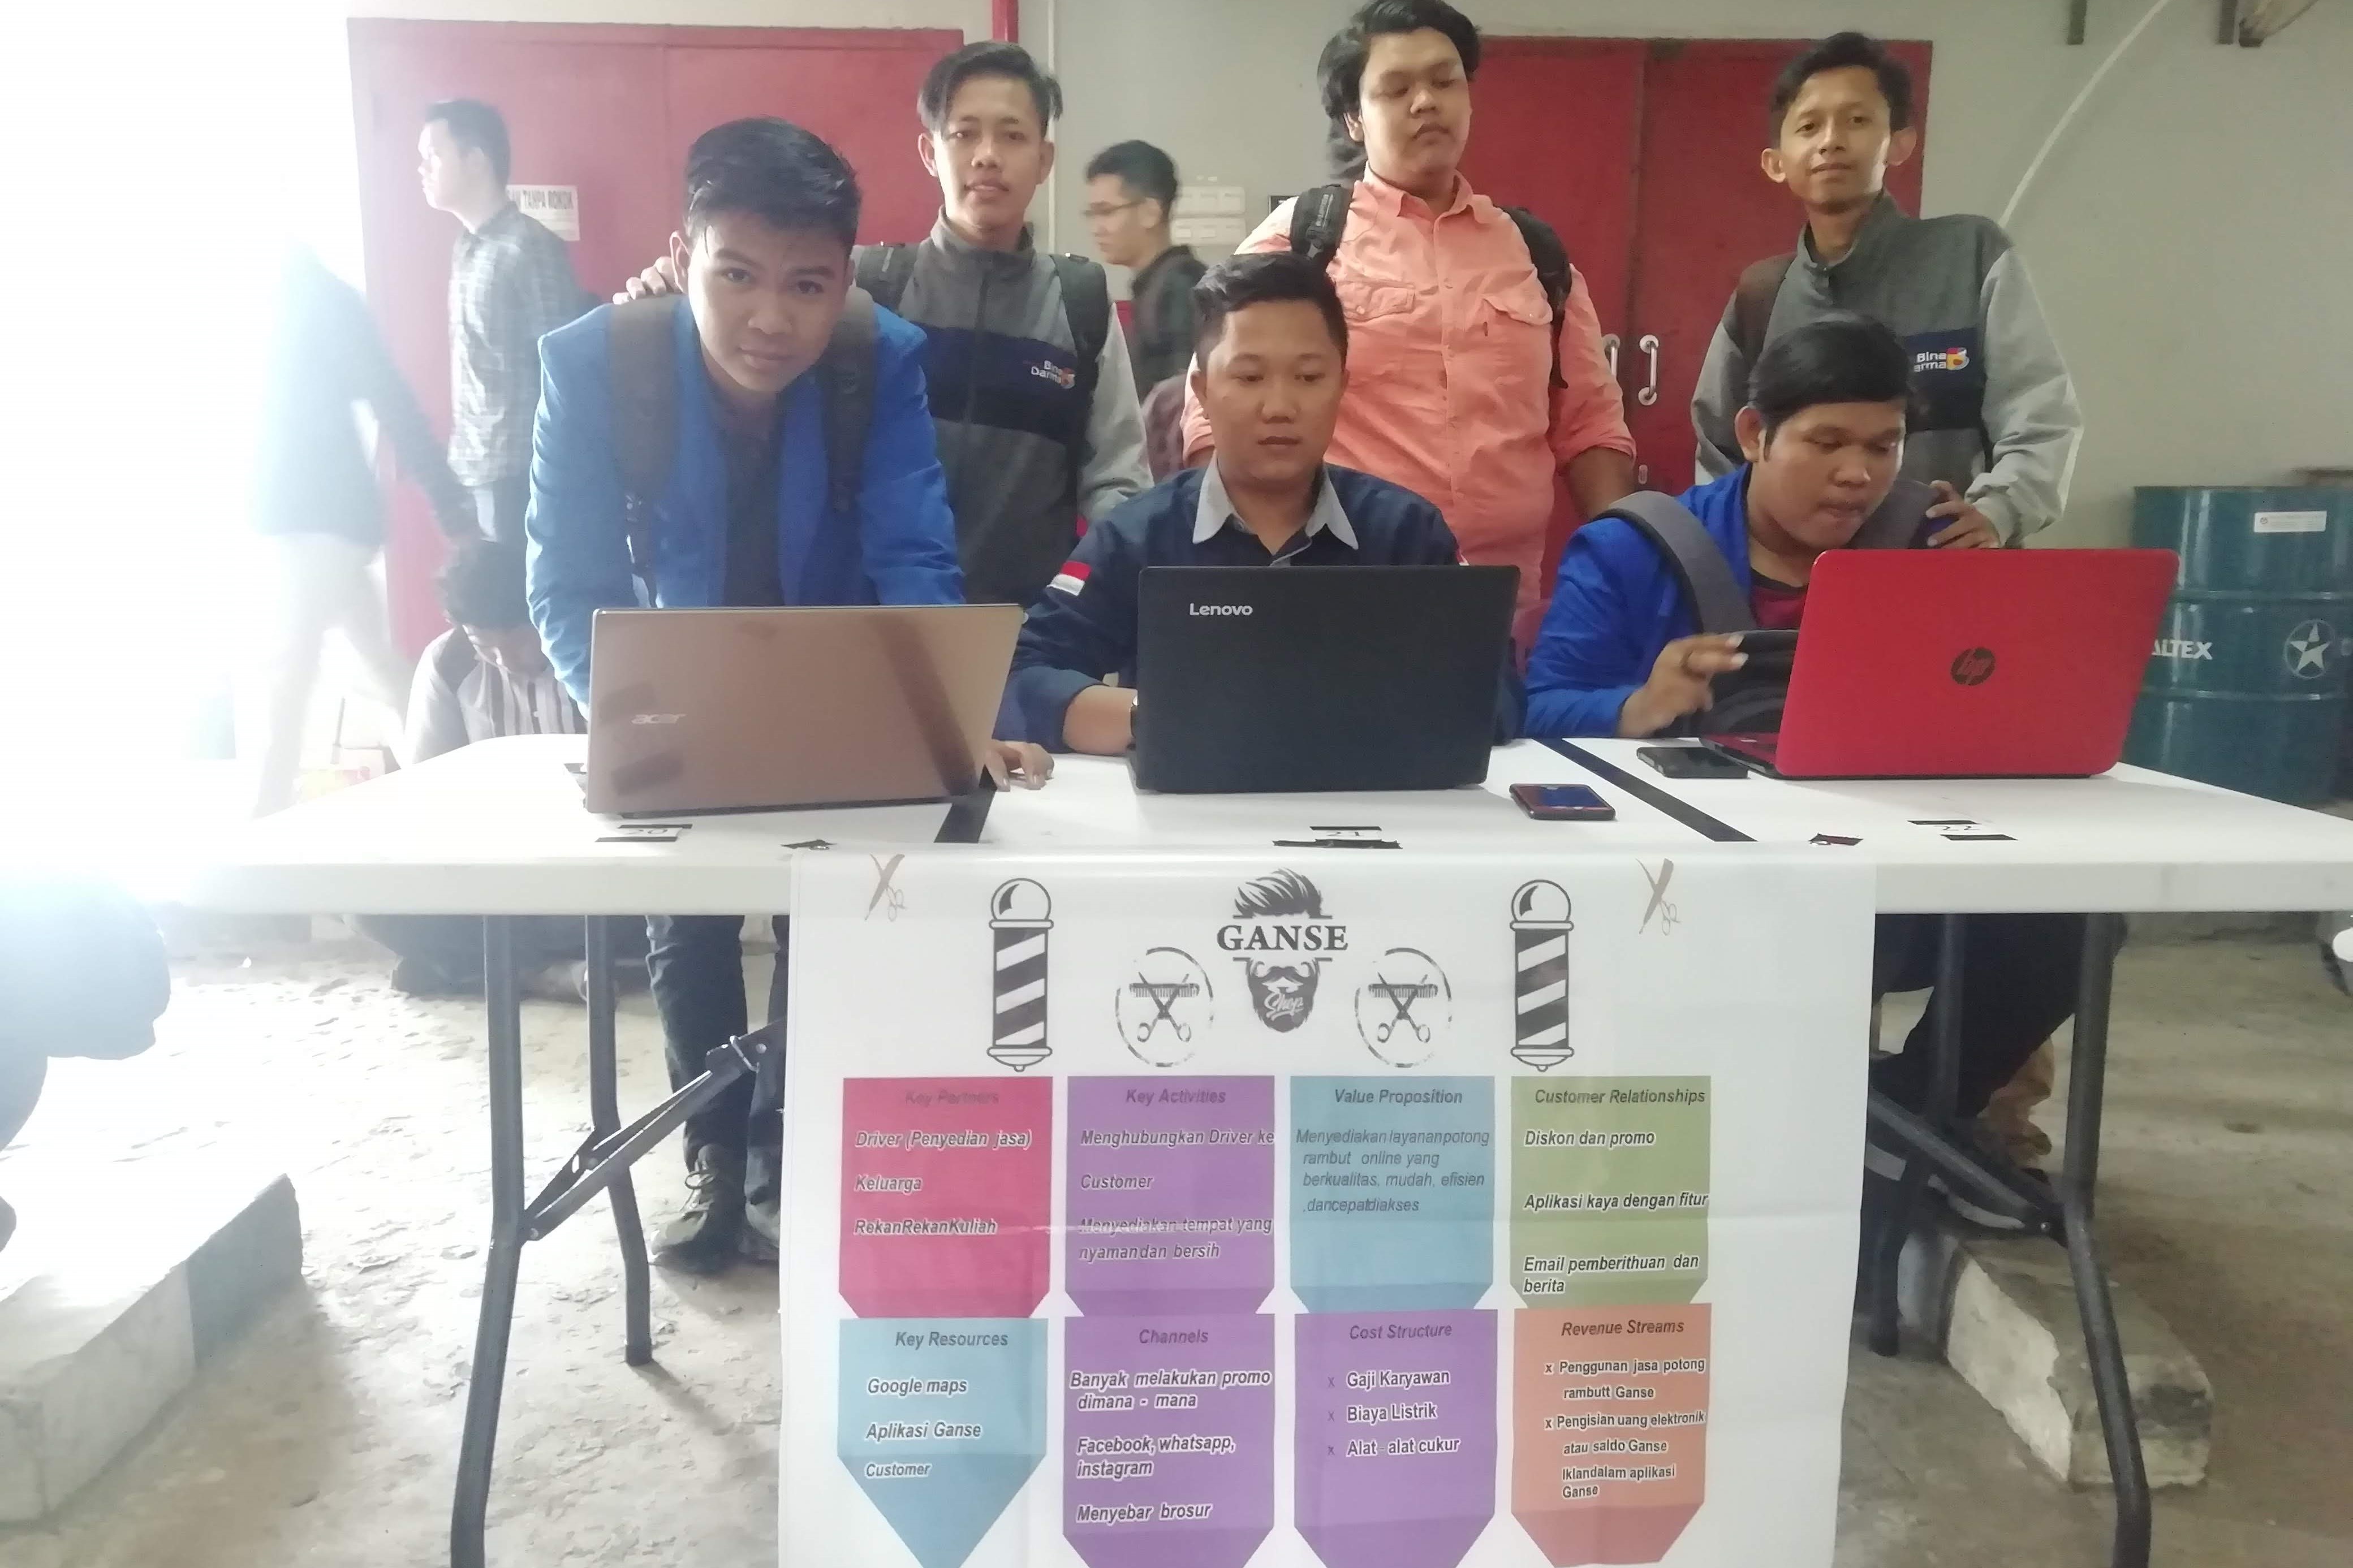 TANPA ROKOK
Bina
Darma
Bina
arma
Lenovo
acer
hp
ALTEX
20
21
22
GANSE
Shop
Key Partners
Driver (Penyedian jasa)
Keluarga
RekanRekanKuliah
Key Activities
Menghubungkan Driver ke
Customer
Menyediakan tempat yang
nyamandan bersih
Value Proposition
Menyediakan layananpotong
rambut online yang
berkualitas, mudah, efisien
.dancepatdiakses
Customer Relationships
Diskon dan promo
Aplikasi kaya dengan fitur
Email pemberithuan dan
berita
Key Resources
Google maps
Aplikasi Ganse
Customer
Channels
Banyak melakukan promo
dimana - mana
Facebook, whatsapp,
instagram
Menyebar brosur
Cost Structure
x Gaji Karyawan
x Biaya Listrik
x Alat - alat cukur
Revenue Streams
x Penggunan jasa potong
rambutt Ganse
x Pengisian uang elektronik
atau saldo Ganse
Iklandalam aplikasi
Ganse